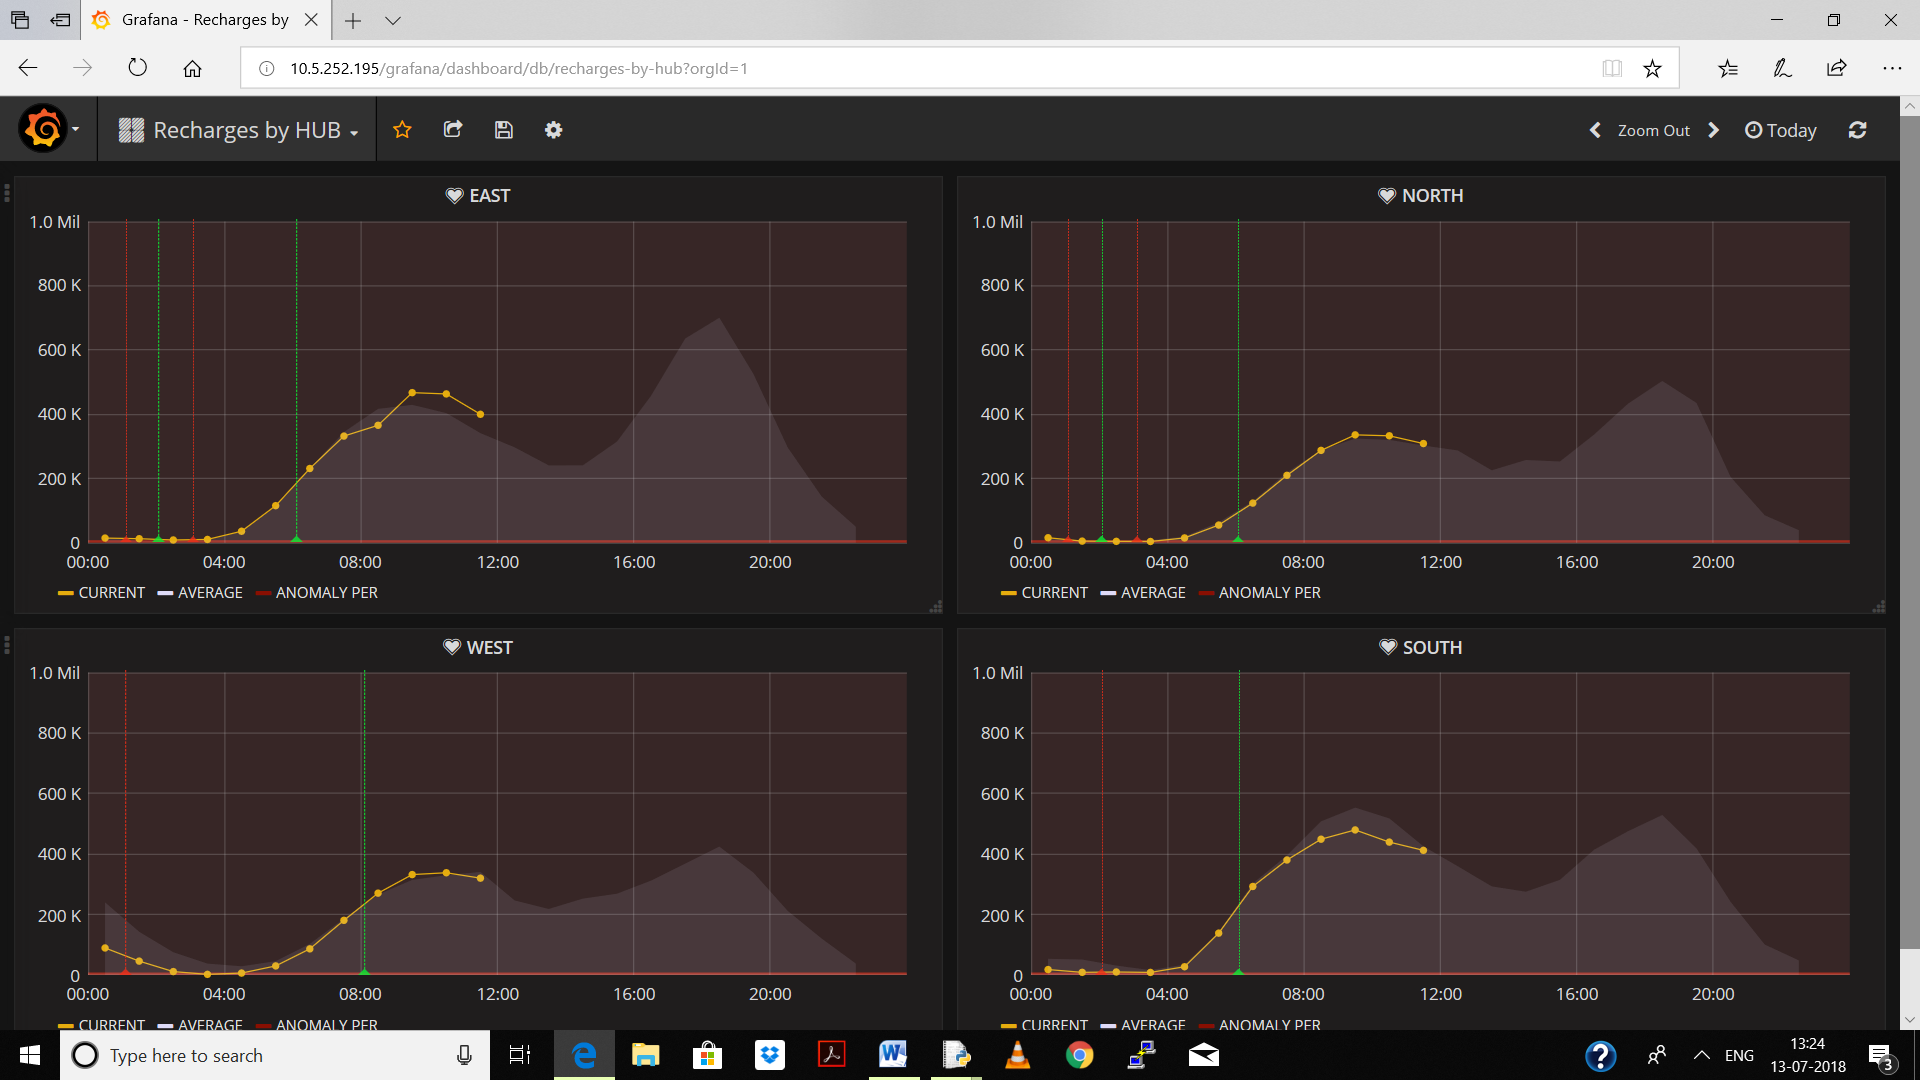 Grafana - Recharges by
10.5.252.195/grafana/dashboard/db/recharges-by-hub?orgId=1
Recharges by HUB
Zoom Out
Today
EAST
1.0 Mil
800 K
600 K
400 K
200 K
0
00:00 04:00 08:00 12:00 16:00 20:00
CURRENT AVERAGE ANOMALY PER
NORTH
1.0 Mil
800 K
600 K
400 K
200 K
0
00:00 04:00 08:00 12:00 16:00 20:00
CURRENT AVERAGE ANOMALY PER
WEST
1.0 Mil
800 K
600 K
400 K
200 K
0
00:00 04:00 08:00 12:00 16:00 20:00
CURRENT AVERAGE ANOMALY PER
SOUTH
1.0 Mil
800 K
600 K
400 K
200 K
0
00:00 04:00 08:00 12:00 16:00 20:00
CURRENT AVERAGE ANOMALY PER
Type here to search
ENG
13:24
13-07-2018
3